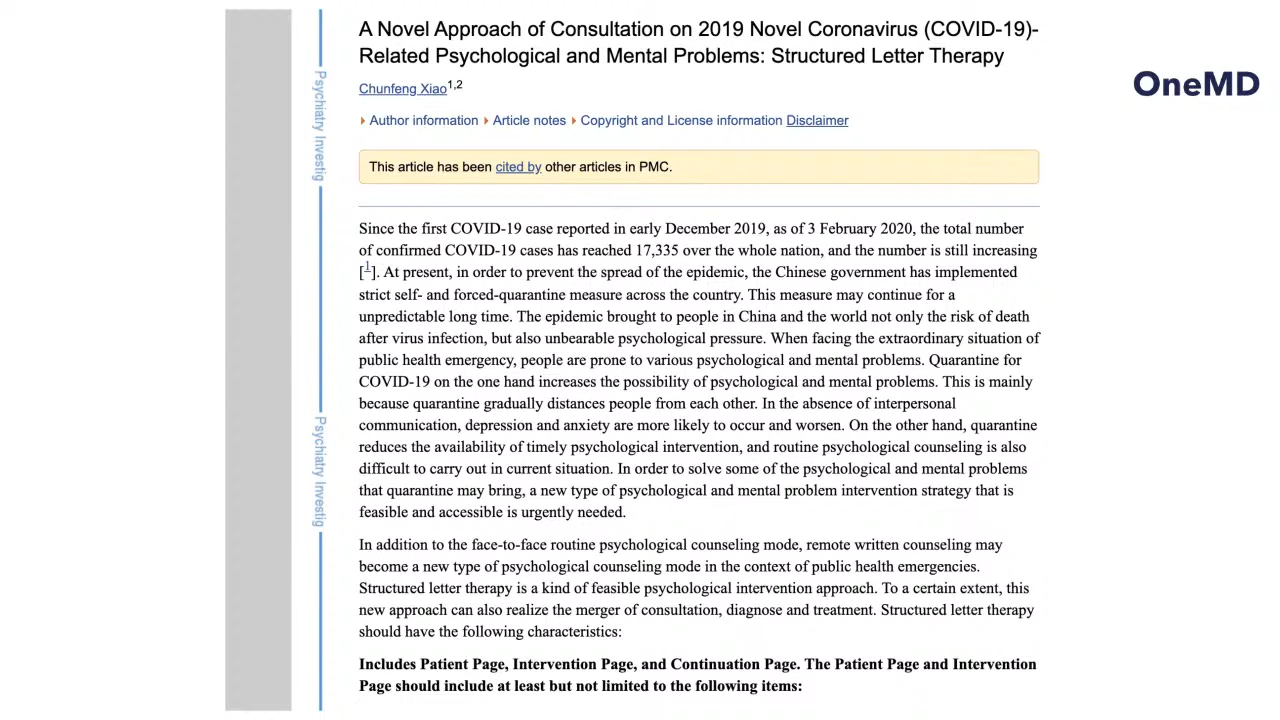 A Novel Approach of Consultation on 2019 Novel Coronavirus (COVID-19)-
Related Psychological and Mental Problems: Structured Letter Therapy
OneMD
Chunfeng Xiao1,2
Author information Article notes Copyright and License information Disclaimer
This article has been cited by other articles in PMC.
Psychiatry Investig
Since the first COVID-19 case reported in early December 2019, as of 3 February 2020, the total number
of confirmed COVID-19 cases has reached 17,335 over the whole nation, and the number is still increasing
[1]. At present, in order to prevent the spread of the epidemic, the Chinese government has implemented
strict self- and forced-quarantine measure across the country. This measure may continue for a
unpredictable long time. The epidemic brought to people in China and the world not only the risk of death
after virus infection, but also unbearable psychological pressure. When facing the extraordinary situation of
public health emergency, people are prone to various psychological and mental problems. Quarantine for
COVID-19 on the one hand increases the possibility of psychological and mental problems. This is mainly
because quarantine gradually distances people from each other. In the absence of interpersonal
communication, depression and anxiety are more likely to occur and worsen. On the other hand, quarantine
reduces the availability of timely psychological intervention, and routine psychological counseling is also
difficult to carry out in current situation. In order to solve some of the psychological and mental problems
that quarantine may bring, a new type of psychological and mental problem intervention strategy that is
feasible and accessible is urgently needed.
Psychiatry Investig
In addition to the face-to-face routine psychological counseling mode, remote written counseling may
become a new type of psychological counseling mode in the context of public health emergencies.
Structured letter therapy is a kind of feasible psychological intervention approach. To a certain extent, this
new approach can also realize the merger of consultation, diagnose and treatment. Structured letter therapy
should have the following characteristics:
Includes Patient Page, Intervention Page, and Continuation Page. The Patient Page and Intervention
Page should include at least but not limited to the following items: